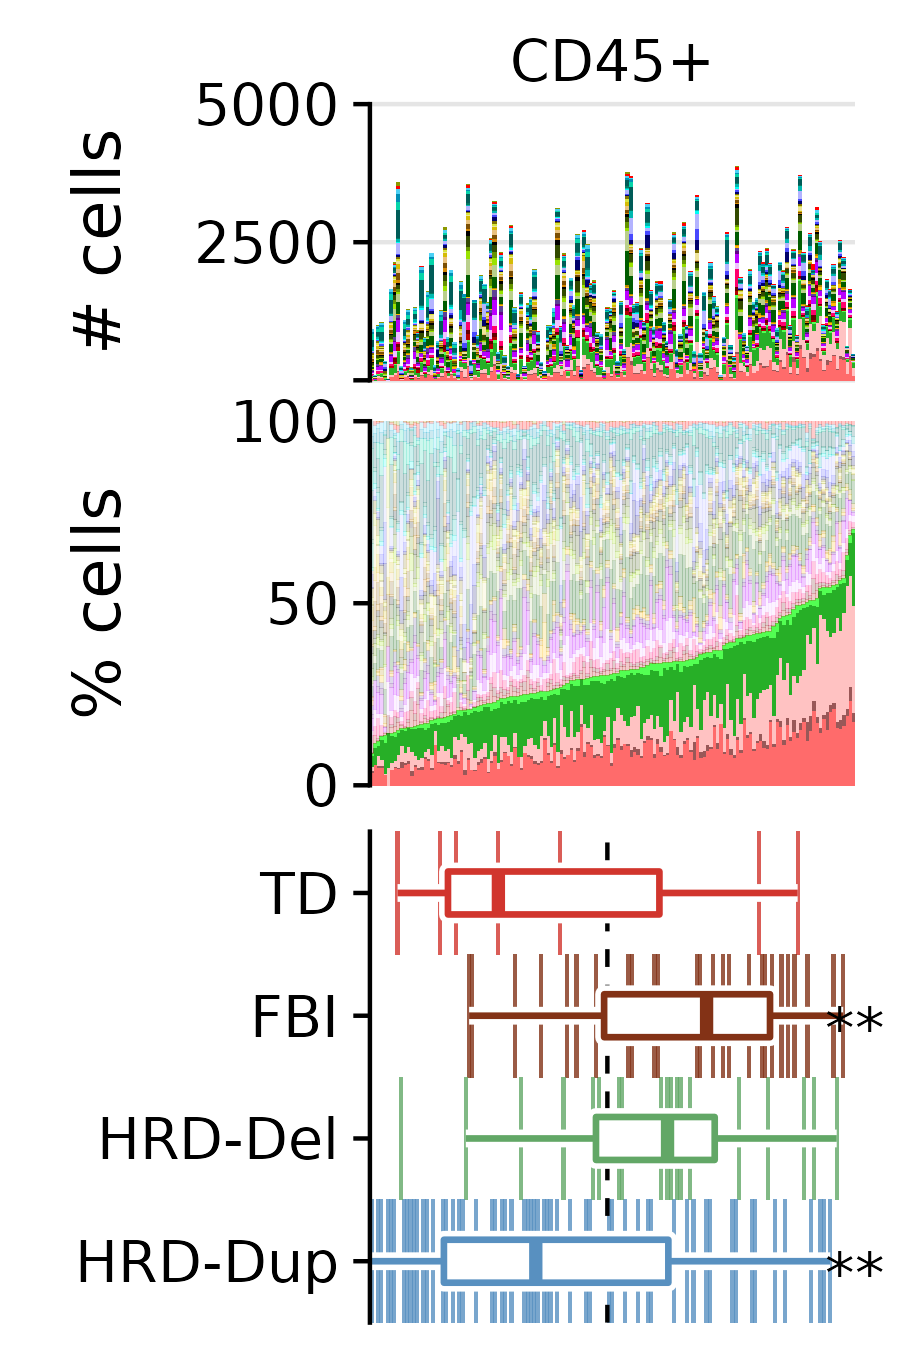 CD45+
5000
2500
# cells
100
50
0
% cells
TD
FBI
**
HRD-Del
HRD-Dup
**